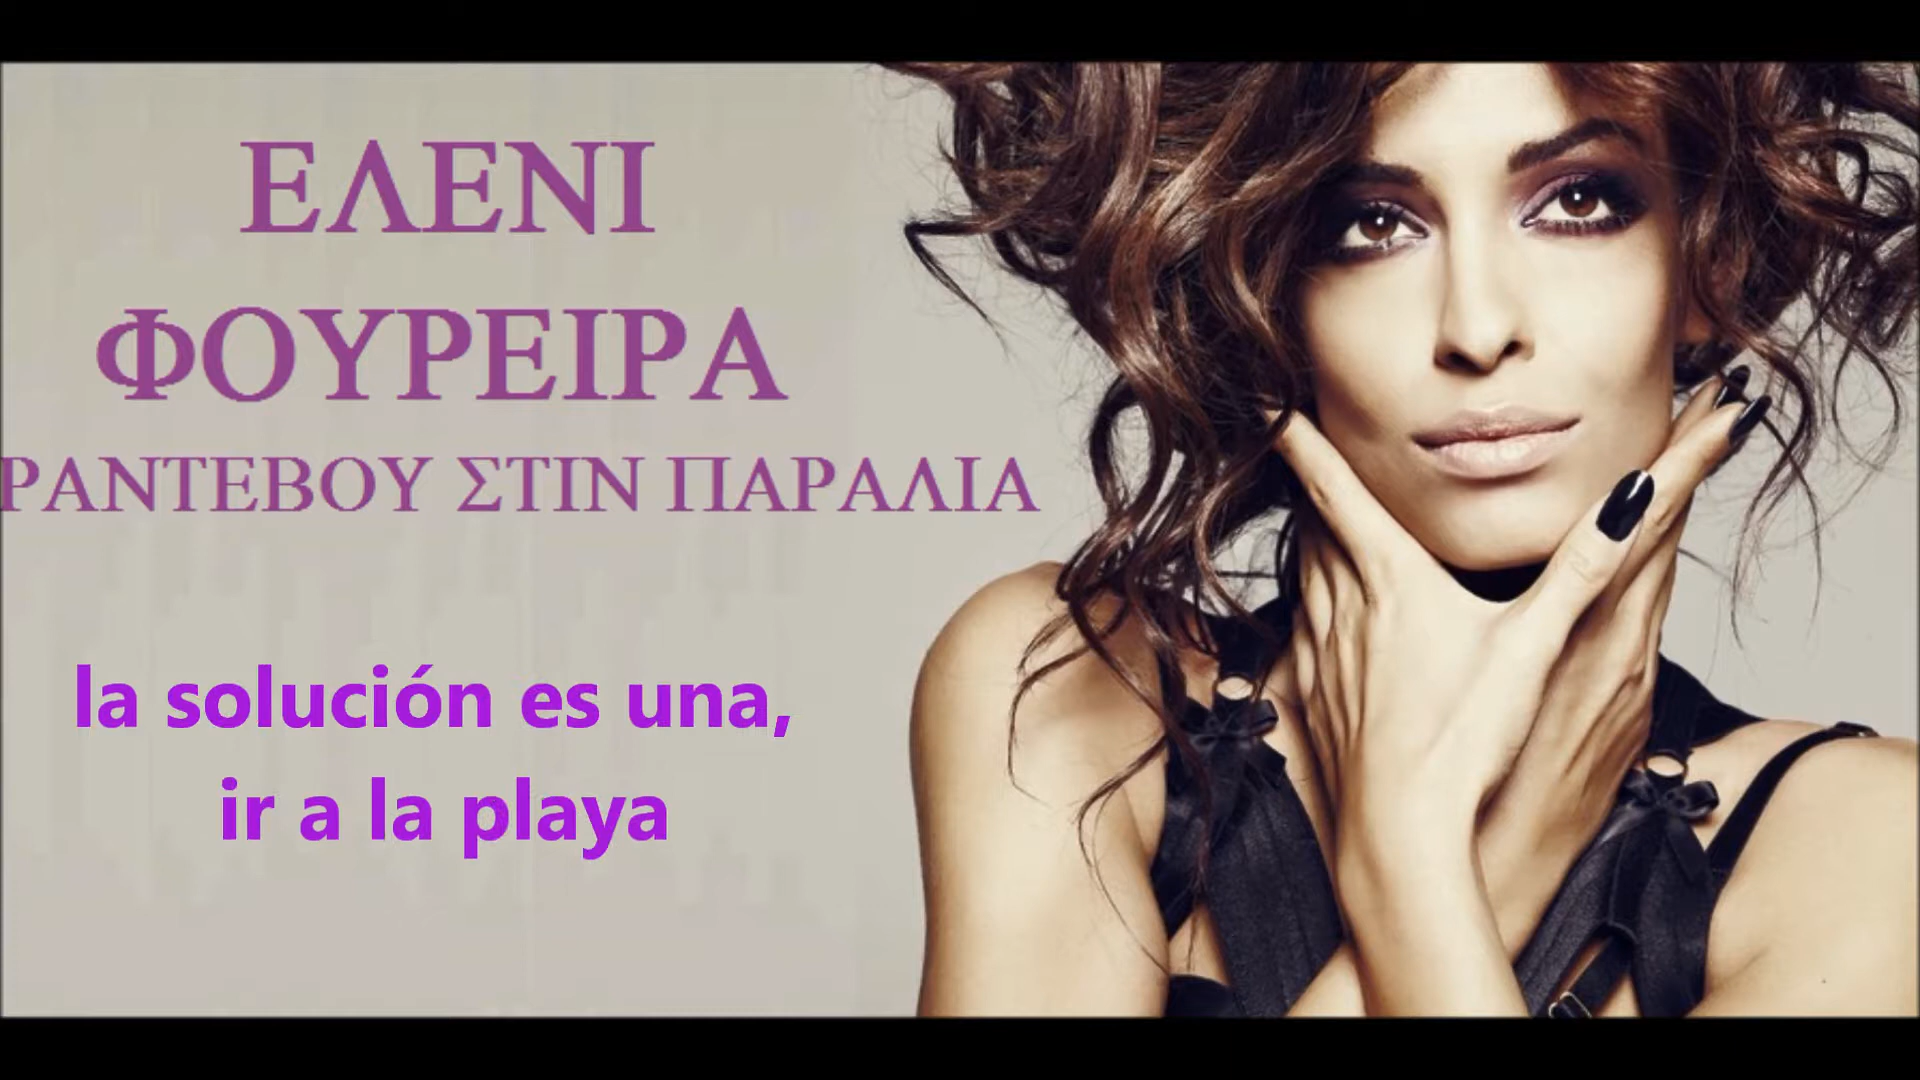 ΕΛΕΝΙ
ΦΟΥΡΕΙΡΑ
ΡΑΝΤΕΒΟΥ ΣΤΙΝ ΠΑΡΑΛΙΑ
la solución es una,
ir a la playa